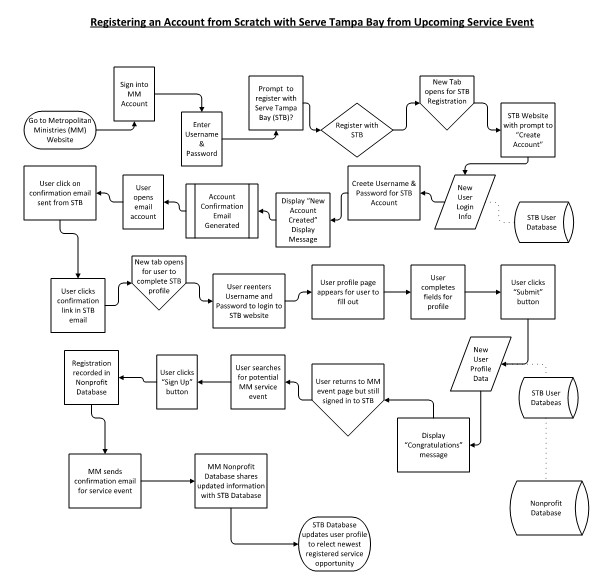 Registering an Account from Scratch with Serve Tampa Bay from Upcoming Service Event
Go to Metropolitan
Ministries (MM)
Website
Sign into
MM
Account
Enter
Username
&
Password
Prompt to
register with
Serve Tampa
Bay (STB)?
Register with
STB
New Tab
opens for STB
Registration
STB Website
with prompt to
"Create
Account"
New
User
Login
Info
STB User
Database
Creete Username &
Password for STB
Account
Display "New
Account
Created"
Display
Message
Account
Confirmation
Email
Generated
User
opens
email
account
User click on
confirmation email
sent from STB
User clicks
confirmation
link in STB
email
New tab opens
for user to
complete STB
profile
User reenters
Username and
Password to login to
STB website
User profile page
appears for user to
fill out
User
completes
fields for
profile
User clicks
"Submit"
button
New
User
Profile
Data
STB User
Databeas
Nonprofit
Database
Display
"Congratulations"
message
User returns to MM
event page but still
signed in to STB
User searches
for potential
MM service
event
User clicks
"Sign Up"
button
Registration
recorded in
Nonprofit
Database
MM sends
confirmation email
for service event
MM Nonprofit
Database shares
updated information
with STB Database
STB Database
updates user profile
to relect newest
registered service
opportunity